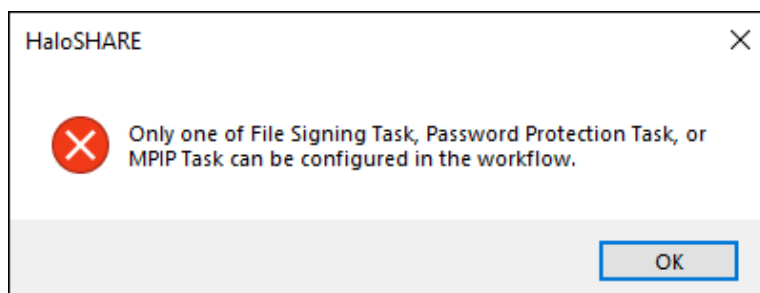 HaloSHARE
Only one of File Signing Task, Password Protection Task, or
MPIP Task can be configured in the workflow.
OK